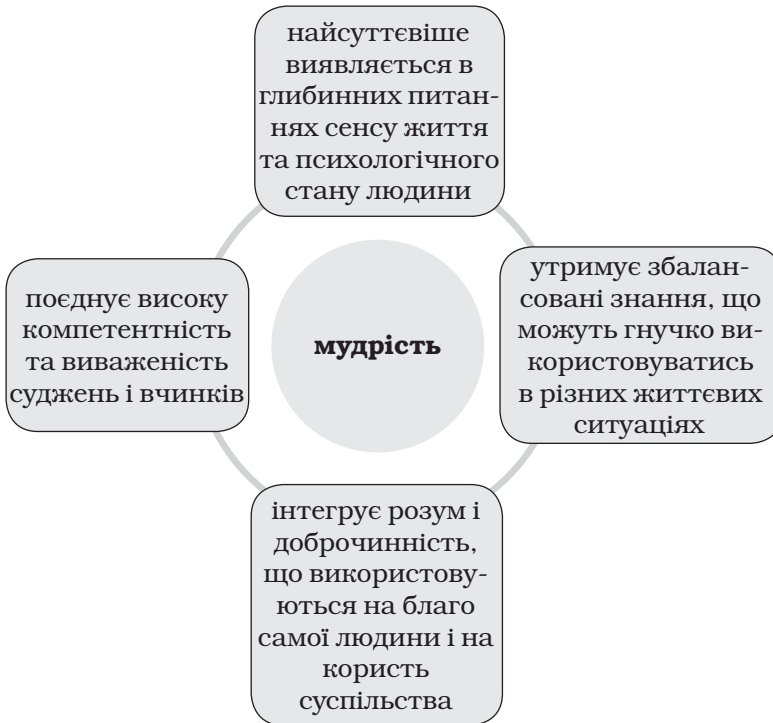 найсуттєвіше
виявляється в
глибинних питан-
нях сенсу життя
та психологічного
стану людини
поєднує високу
компетентність
та виваженість
суджень і вчинків
мудрість
утримує збалан-
совані знання, що
можуть гнучко ви-
користовуватись
в різних життєвих
ситуаціях
інтегрує розум і
доброчинність,
що використову-
ються на благо
самої людини і на
користь
суспільства